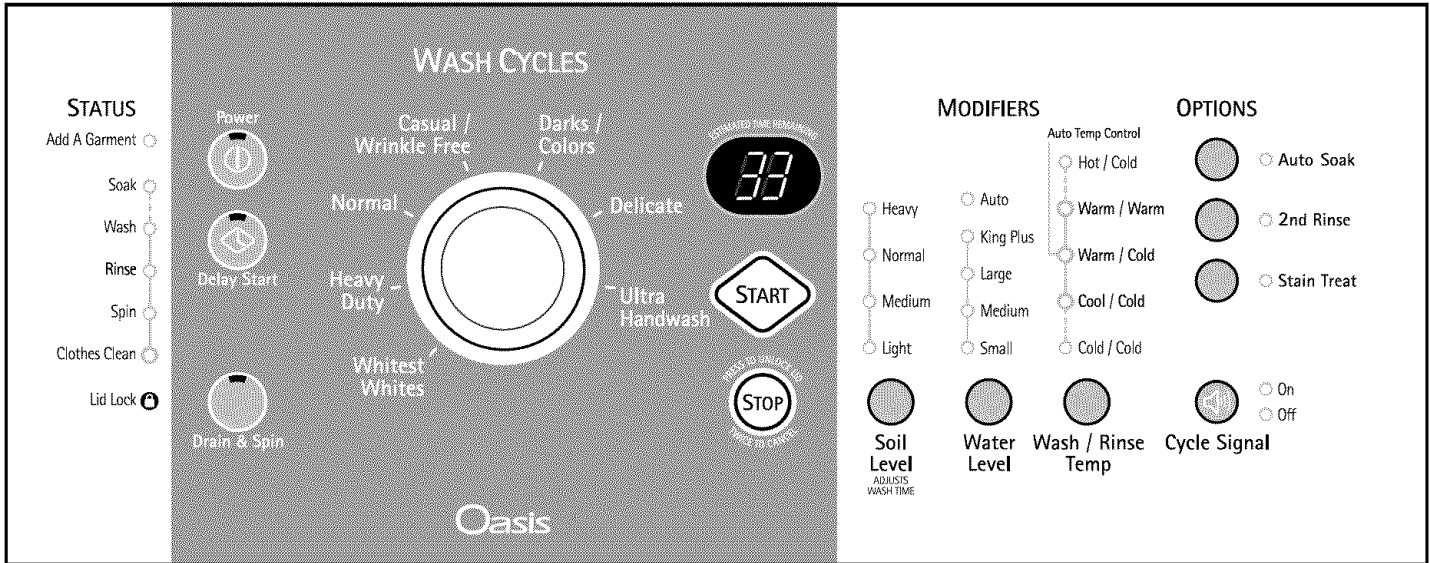 WASH CYCLES
STATUS
Add A Garment
Soak
Wash
Rinse
Spin
Clothes Clean
Lid Lock
Power
Delay Start
Drain & Spin
Casual /
Wrinkle Free
Darks /
Colors
Normal
Delicate
Heavy
Duty
Ultra
Handwash
Whitest
Whites
Oasis
ESTIMATED TIME REMAINING
33
START
PRESS TO UNLOCK LID
STOP
TWICE TO CANCEL
MODIFIERS
Heavy
Normal
Medium
Light
Soil
Level
ADJUSTS
WASH TIME
Auto
King Plus
Large
Medium
Small
Water
Level
Auto Temp Control
Hot / Cold
Warm / Warm
Warm / Cold
Cool / Cold
Cold / Cold
Wash / Rinse
Temp
OPTIONS
Auto Soak
2nd Rinse
Stain Treat
On
Off
Cycle Signal